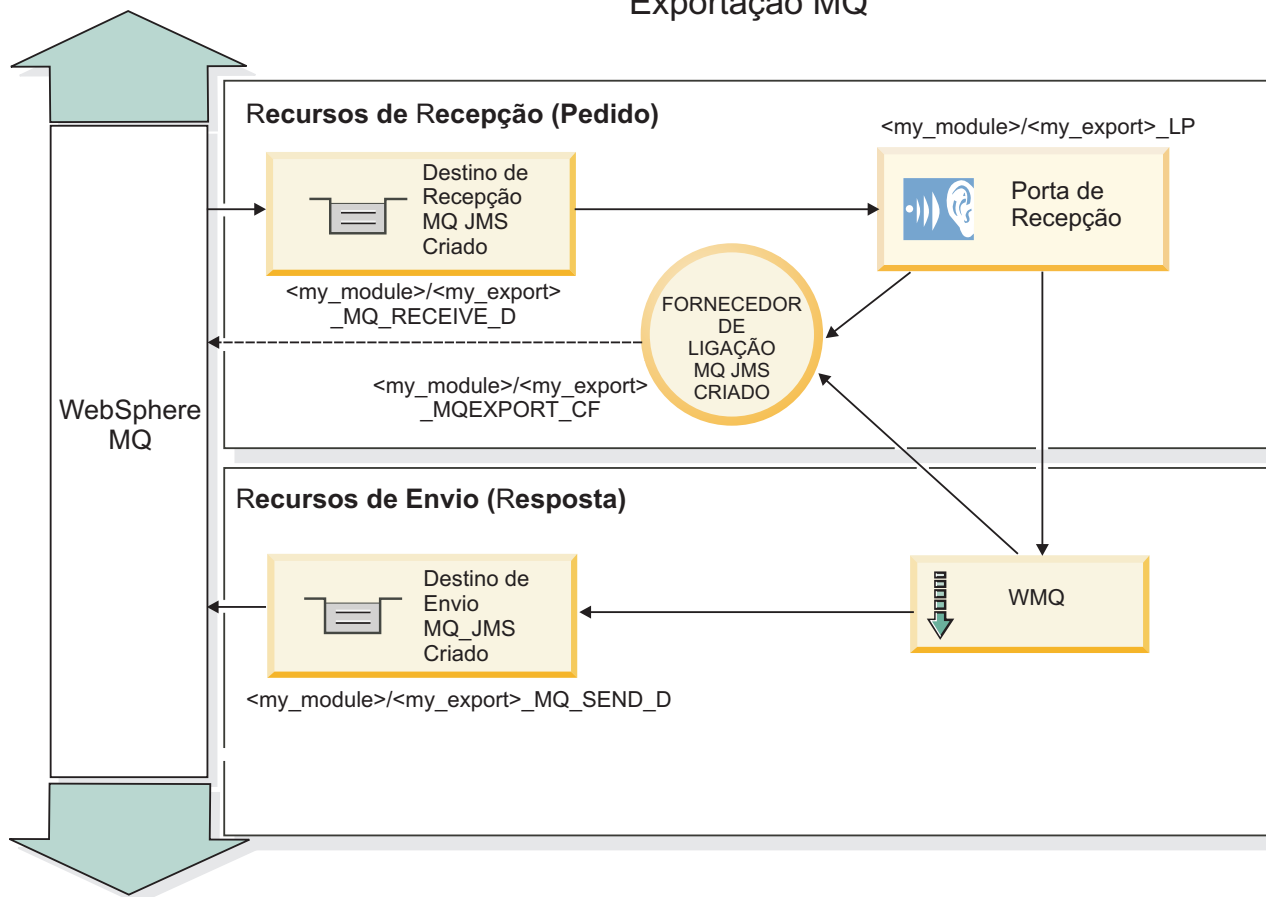 Exportação MQ
Recursos de Recepção (Pedido)
<my_module>/<my_export>_LP
Destino de
Recepção
MQ JMS
Criado
Porta de
Recepção
<my_module>/<my_export>
_MQ_RECEIVE_D
FORNECEDOR
DE
LIGAÇÃO
MQ JMS
CRIADO
<my_module>/<my_export>
_MQEXPORT_CF
WebSphere
MQ
Recursos de Envio (Resposta)
Destino de
Envio
MQ_JMS
Criado
WMQ
<my_module>/<my_export>_MQ_SEND_D